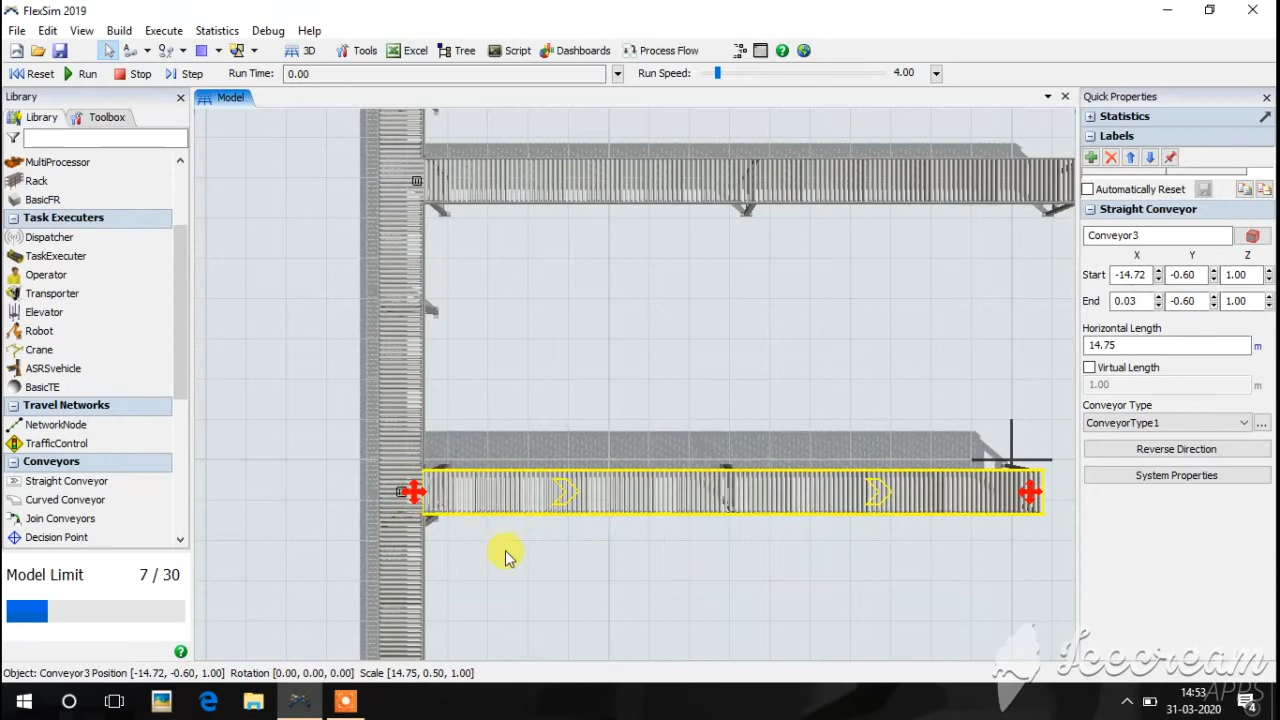 FlexSim 2019
File Edit View Build Execute Statistics Debug Help
3D Tools Excel Tree Script Dashboards Process Flow
Reset Run Stop Step Run Time: 0.00 Run Speed: 4.00
Library
Model
Quick Properties
Library Toolbox
Statistics
Labels
MultiProcessor
Rack
BasicFR
Automatically Reset
Task Executers
Straight Conveyor
Dispatcher
Conveyor3
TaskExecuter
X Y Z
Operator
Start -14.72 -0.60 1.00
Transporter
End 0.03 -0.60 1.00
Elevator
Horizontal Length
Robot
14.75 m
Crane
Virtual Length
ASRSvehicle
1.00 m
BasicTE
Conveyor Type
Travel Networks
ConveyorType1 ...
NetworkNode
Reverse Direction
TrafficControl
System Properties
Conveyors
Straight Conveyor
Curved Conveyor
Join Conveyors
Decision Point
Model Limit 7 / 30
Object: Conveyor3 Position [-14.72, -0.60, 1.00] Rotation [0.00, 0.00, 0.00] Scale [14.75, 0.50, 1.00]
Icecream
APPS
14:53
31-03-2020
4